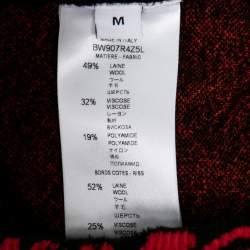 M
MADE IN ITALY
BW907R4Z5L
MATIERE - FABRIC
49% LAINE
WOOL
ウール
羊毛
ШЕРСТЬ
32% VISCOSE
VISCOSE
レーヨン
粘纤
ВИСКОЗА
19% POLYAMIDE
POLYAMIDE
ナイロン
锦纶
ПОЛИАМИД
BORDS COTES - RIBS
52% LAINE
WOOL
ウール
羊毛
ШЕРСТЬ
25% VISCOSE
VISCOSE